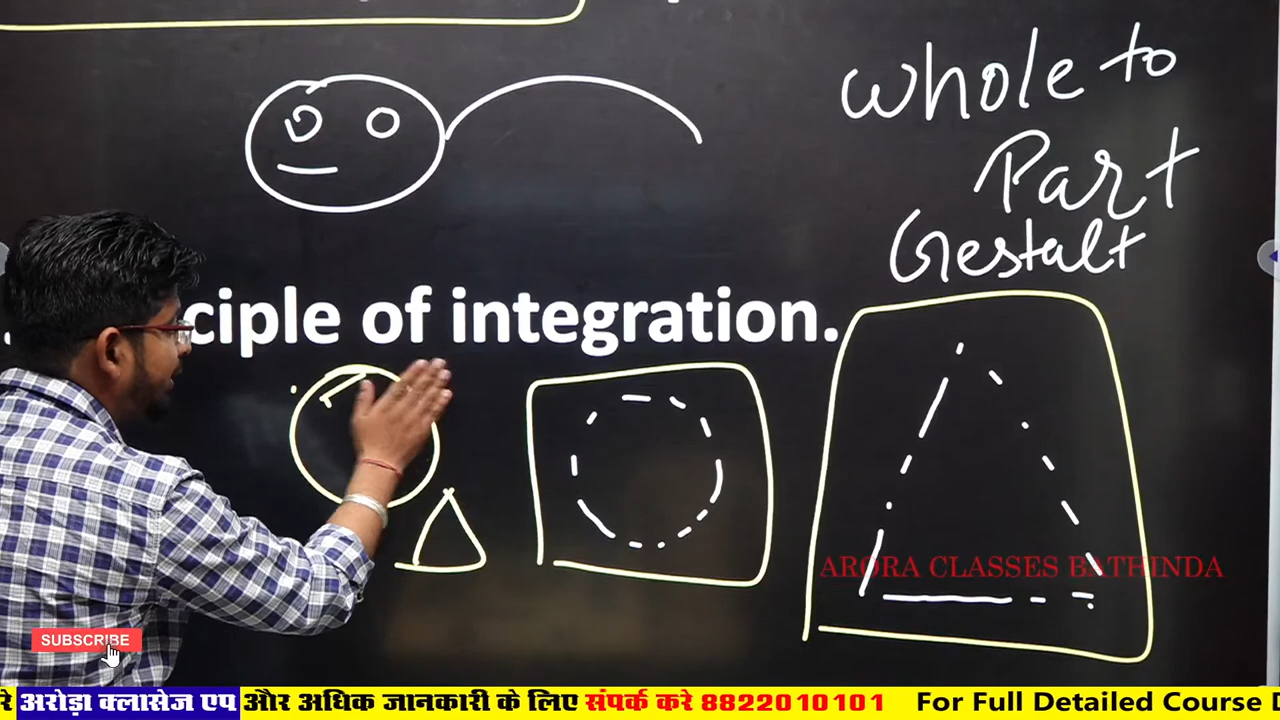 Whole to
Part
Gestalt
ciple of integration.
ARORA CLASSES BATHINDA
SUBSCRIBE
रे अरोड़ा क्लासेज एप और अधिक जानकारी के लिए संपर्क करे 8822010101 For Full Detailed Course